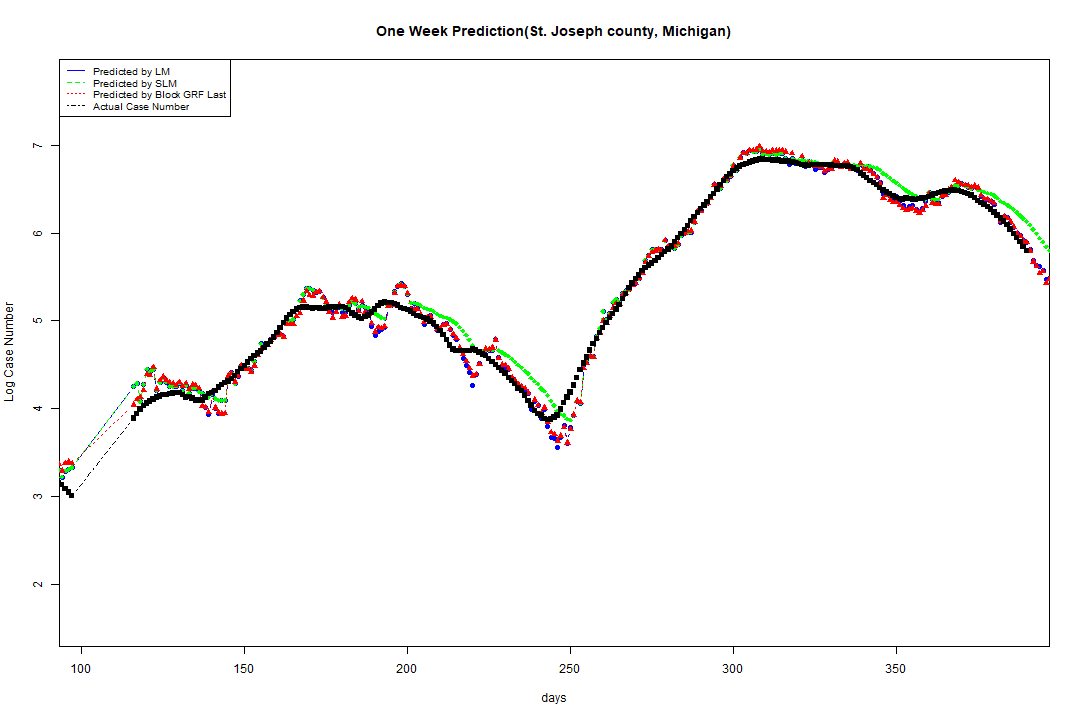 One Week Prediction(St. Joseph county, Michigan)
Predicted by LM
Predicted by SLM
Predicted by Block GRF Last
Actual Case Number
7
6
5
4
3
2
Log Case Number
100 150 200 250 300 350
days